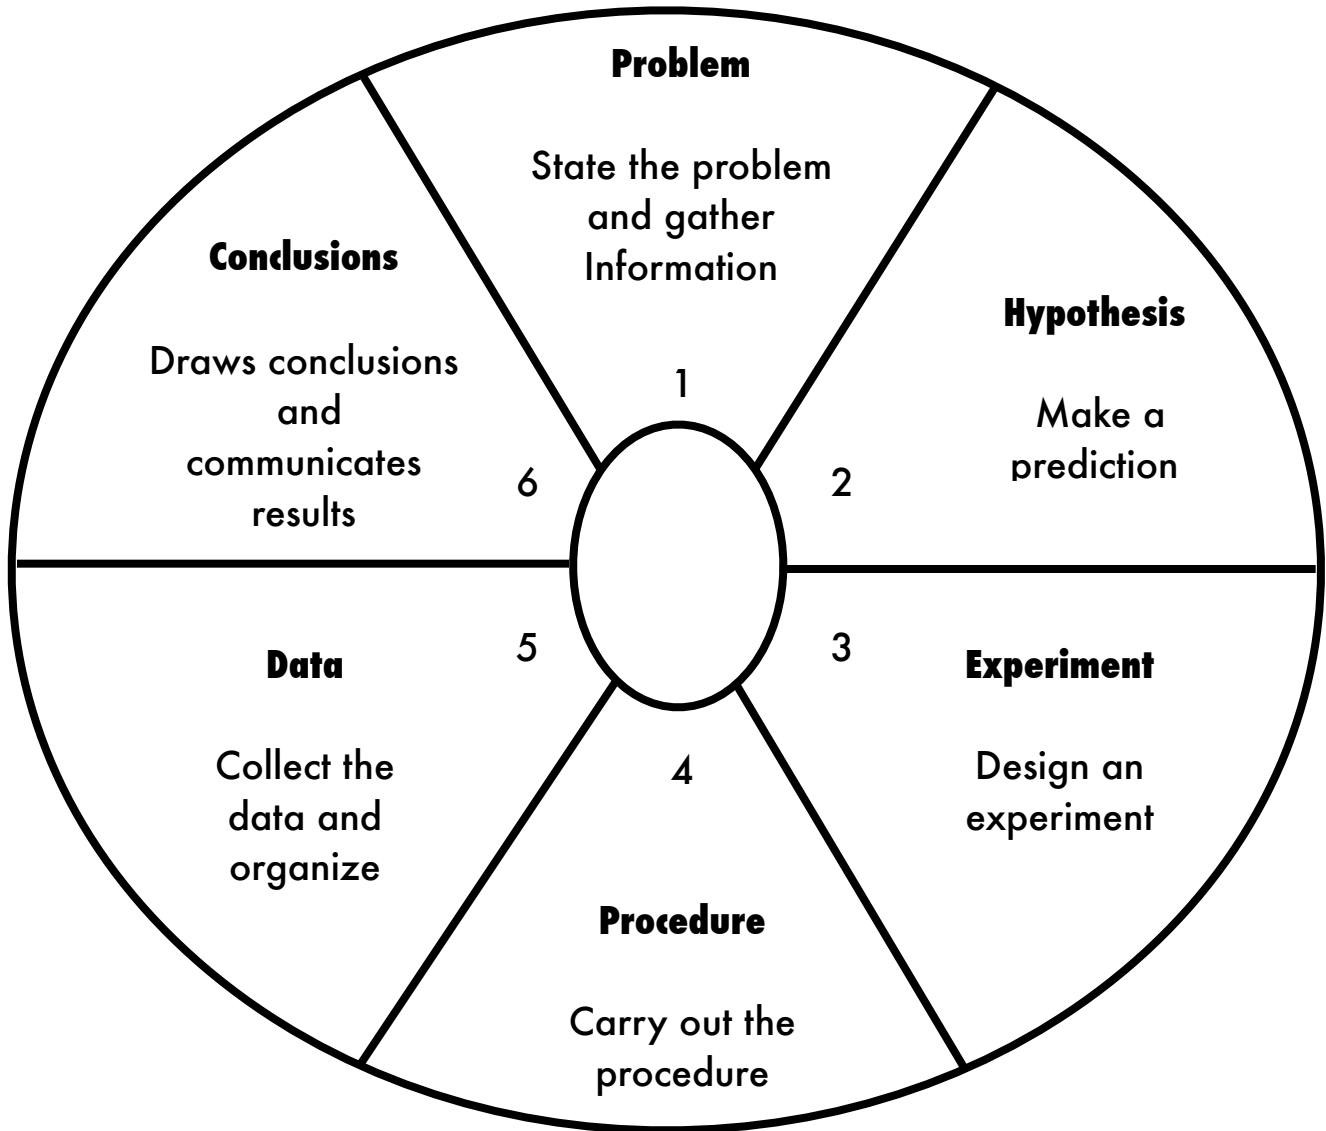 Problem
State the problem
and gather
Information
1
Hypothesis
Make a
prediction
2
3
Experiment
Design an
experiment
4
Procedure
Carry out the
procedure
5
Data
Collect the
data and
organize
Conclusions
Draws conclusions
and
communicates
results
6